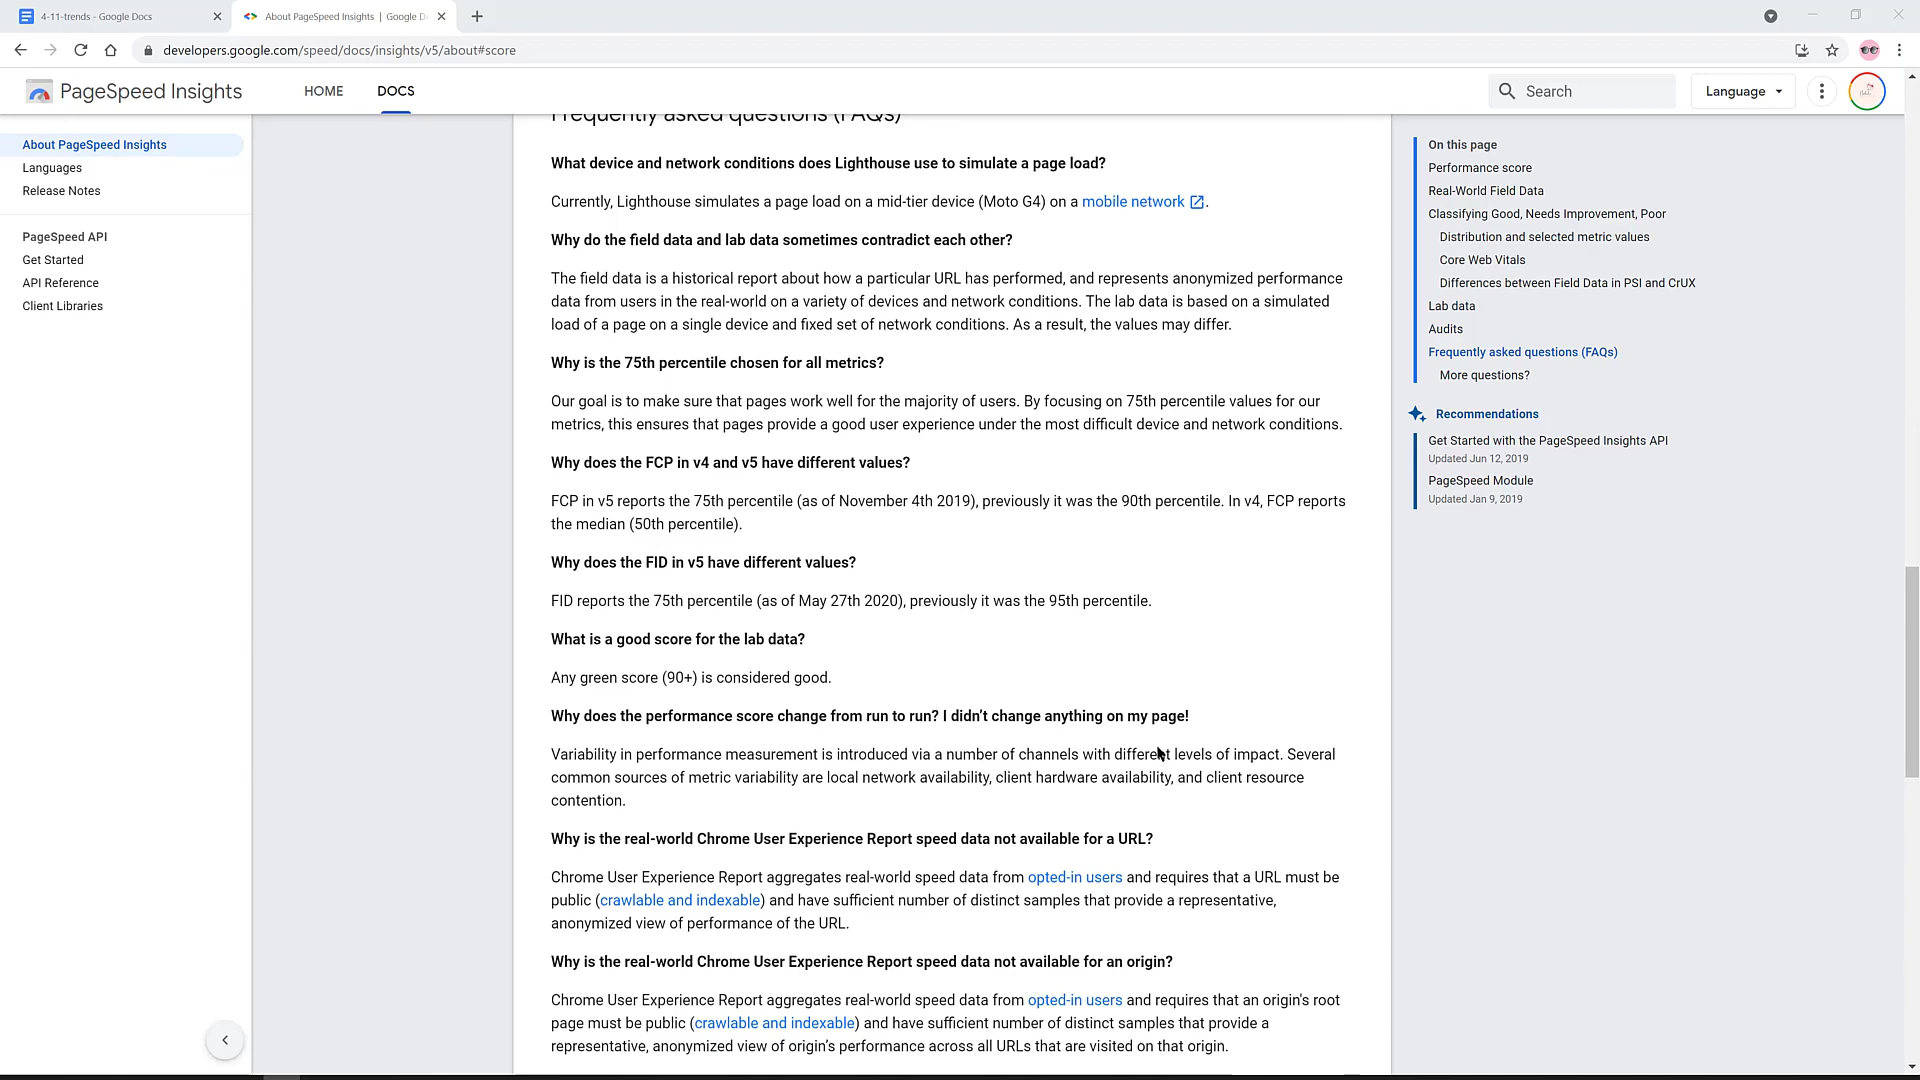 4-11-trends - Google Docs
About PageSpeed Insights | Google D
developers.google.com/speed/docs/insights/v5/about#score
PageSpeed Insights
HOME
DOCS
Search
Language
About PageSpeed Insights
Languages
Release Notes
PageSpeed API
Get Started
API Reference
Client Libraries
Frequently asked questions (FAQs)
What device and network conditions does Lighthouse use to simulate a page load?
Currently, Lighthouse simulates a page load on a mid-tier device (Moto G4) on a mobile network.
Why do the field data and lab data sometimes contradict each other?
The field data is a historical report about how a particular URL has performed, and represents anonymized performance
data from users in the real-world on a variety of devices and network conditions. The lab data is based on a simulated
load of a page on a single device and fixed set of network conditions. As a result, the values may differ.
Why is the 75th percentile chosen for all metrics?
Our goal is to make sure that pages work well for the majority of users. By focusing on 75th percentile values for our
metrics, this ensures that pages provide a good user experience under the most difficult device and network conditions.
Why does the FCP in v4 and v5 have different values?
FCP in v5 reports the 75th percentile (as of November 4th 2019), previously it was the 90th percentile. In v4, FCP reports
the median (50th percentile).
Why does the FID in v5 have different values?
FID reports the 75th percentile (as of May 27th 2020), previously it was the 95th percentile.
What is a good score for the lab data?
Any green score (90+) is considered good.
Why does the performance score change from run to run? I didn’t change anything on my page!
Variability in performance measurement is introduced via a number of channels with different levels of impact. Several
common sources of metric variability are local network availability, client hardware availability, and client resource
contention.
Why is the real-world Chrome User Experience Report speed data not available for a URL?
Chrome User Experience Report aggregates real-world speed data from opted-in users and requires that a URL must be
public (crawlable and indexable) and have sufficient number of distinct samples that provide a representative,
anonymized view of performance of the URL.
Why is the real-world Chrome User Experience Report speed data not available for an origin?
Chrome User Experience Report aggregates real-world speed data from opted-in users and requires that an origin's root
page must be public (crawlable and indexable) and have sufficient number of distinct samples that provide a
representative, anonymized view of origin’s performance across all URLs that are visited on that origin.
On this page
Performance score
Real-World Field Data
Classifying Good, Needs Improvement, Poor
Distribution and selected metric values
Core Web Vitals
Differences between Field Data in PSI and CrUX
Lab data
Audits
Frequently asked questions (FAQs)
More questions?
Recommendations
Get Started with the PageSpeed Insights API
Updated Jun 12, 2019
PageSpeed Module
Updated Jan 9, 2019